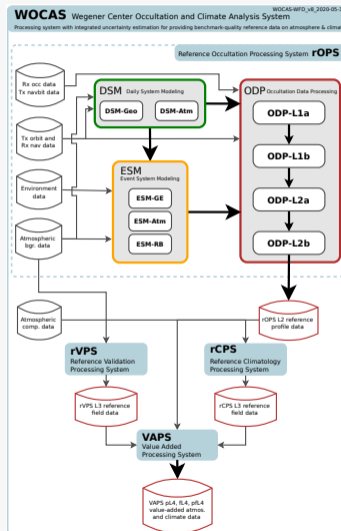 WOCAS-WFD_v8_2020-05-
WOCAS Wegener Center Occultation and Climate Analysis System
Processing system with integrated uncertainty estimation for providing benchmark-quality reference data on atmosphere & clima
Reference Occultation Processing System rOPS
Rx occ data
Tx navbit data
DSM Daily System Modeling
DSM-Geo
DSM-Atm
ODP Occultation Data Processing
ODP-L1a
Tx orbit and
Rx nav data
ODP-L1b
ESM
Event System Modeling
Environment
data
ESM-GE
ODP-L2a
ESM-Atm
Atmospheric
bgr. data
ESM-RB
ODP-L2b
Atmospheric
comp. data
rOPS L2 reference
profile data
rVPS
Reference Validation
Processing System
rCPS
Reference Climatology
Processing System
rVPS L3 reference
field data
rCPS L3 reference
field data
VAPS
Value Added
Processing System
VAPS pL4, fL4, pfL4
value-added atmos.
and climate data